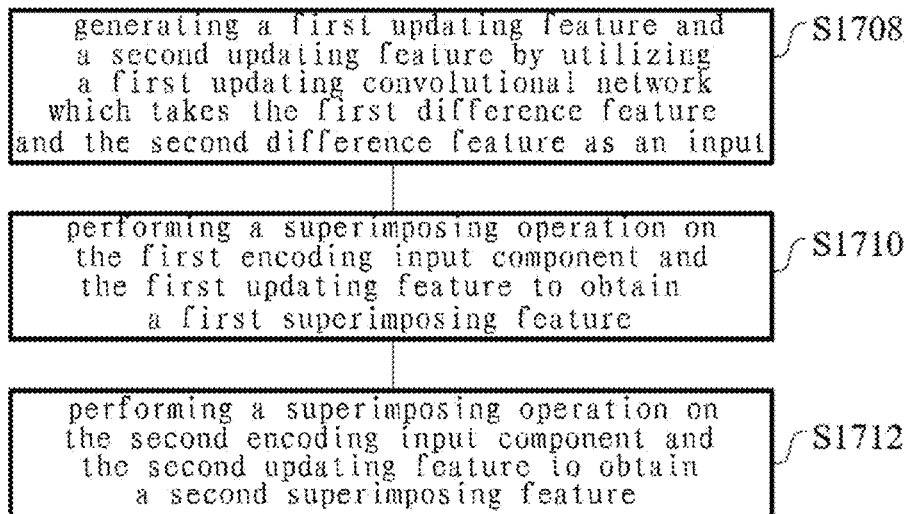 generating a first updating feature and
a second updating feature by utilizing
a first updating convolutional network
which takes the first difference feature
and the second difference feature as an input
S1708
performing a superimposing operation on
the first encoding input component and
the first updating feature to obtain
a first superimposing feature
S1710
performing a superimposing operation on
the second encoding input component and
the second updating feature to obtain
a second superimposing feature
S1712